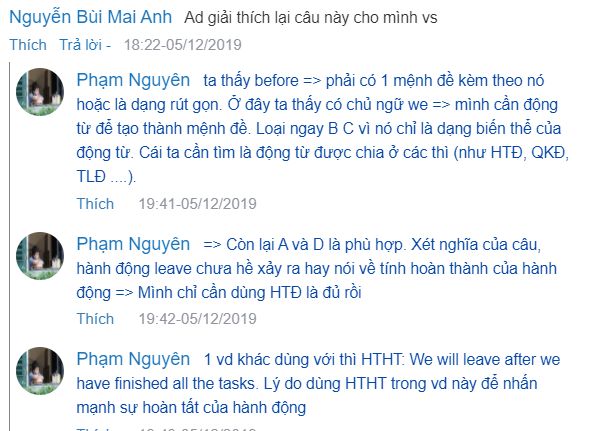 Nguyễn Bùi Mai Anh Ad giải thích lại câu này cho mình vs
Thích Trả lời - 18:22-05/12/2019
Phạm Nguyên ta thấy before => phải có 1 mệnh đề kèm theo nó
hoặc là dạng rút gọn. Ở đây ta thấy có chủ ngữ we => mình cần động
từ để tạo thành mệnh đề. Loại ngay B C vì nó chỉ là dạng biến thể của
động từ. Cái ta cần tìm là động từ được chia ở các thì (như HTĐ, QKĐ,
TLĐ ....).
Thích 19:41-05/12/2019
Phạm Nguyên => Còn lại A và D là phù hợp. Xét nghĩa của câu,
hành động leave chưa hề xảy ra hay nói về tính hoàn thành của hành
động => Mình chỉ cần dùng HTĐ là đủ rồi
Thích 19:42-05/12/2019
Phạm Nguyên 1 vd khác dùng với thì HTHT: We will leave after we
have finished all the tasks. Lý do dùng HTHT trong vd này để nhấn
mạnh sự hoàn tất của hành động